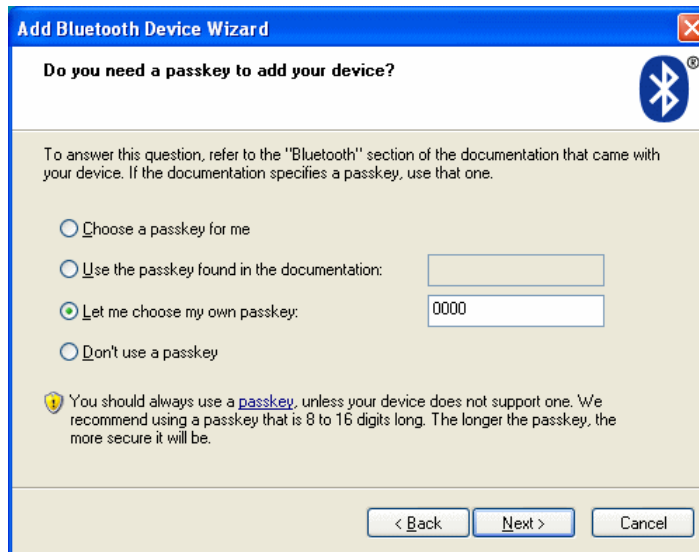 Add Bluetooth Device Wizard
Do you need a passkey to add your device?
®
To answer this question, refer to the "Bluetooth" section of the documentation that came with
your device. If the documentation specifies a passkey, use that one.
Choose a passkey for me
Use the passkey found in the documentation:
Let me choose my own passkey: 0000
Don't use a passkey
You should always use a passkey, unless your device does not support one. We
recommend using a passkey that is 8 to 16 digits long. The longer the passkey, the
more secure it will be.
< Back Next > Cancel